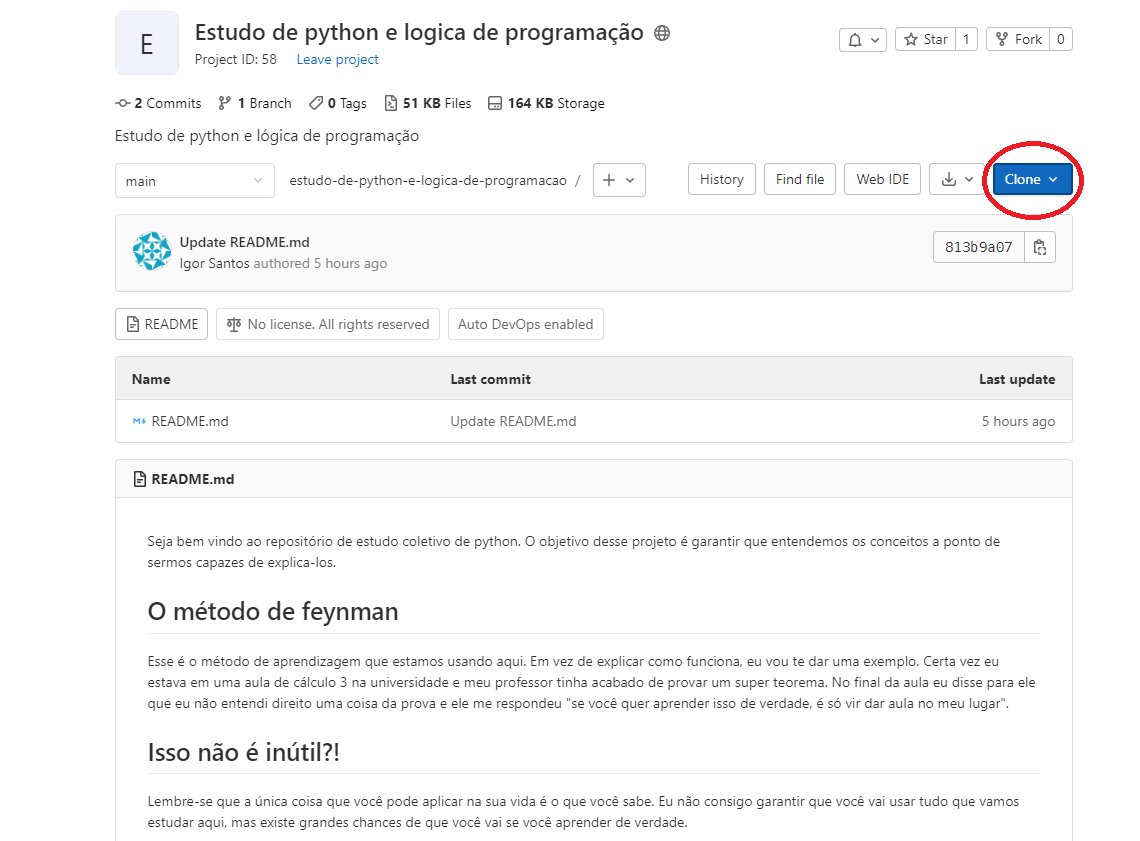 E
Estudo de python e logica de programação
Project ID: 58 Leave project
Star 1 Fork 0
2 Commits 1 Branch 0 Tags 51 KB Files 164 KB Storage
Estudo de python e lógica de programação
main estudo-de-python-e-logica-de-programacao / + History Find file Web IDE Clone
Update README.md
Igor Santos authored 5 hours ago
813b9a07
README No license. All rights reserved Auto DevOps enabled
Name Last commit Last update
M↓ README.md Update README.md 5 hours ago
README.md
Seja bem vindo ao repositório de estudo coletivo de python. O objetivo desse projeto é garantir que entendemos os conceitos a ponto de
sermos capazes de explica-los.
O método de feynman
Esse é o método de aprendizagem que estamos usando aqui. Em vez de explicar como funciona, eu vou te dar uma exemplo. Certa vez eu
estava em uma aula de cálculo 3 na universidade e meu professor tinha acabado de provar um super teorema. No final da aula eu disse para ele
que eu não entendi direito uma coisa da prova e ele me respondeu "se você quer aprender isso de verdade, é só vir dar aula no meu lugar".
Isso não é inútil?!
Lembre-se que a única coisa que você pode aplicar na sua vida é o que você sabe. Eu não consigo garantir que você vai usar tudo que vamos
estudar aqui, mas existe grandes chances de que você vai se você aprender de verdade.